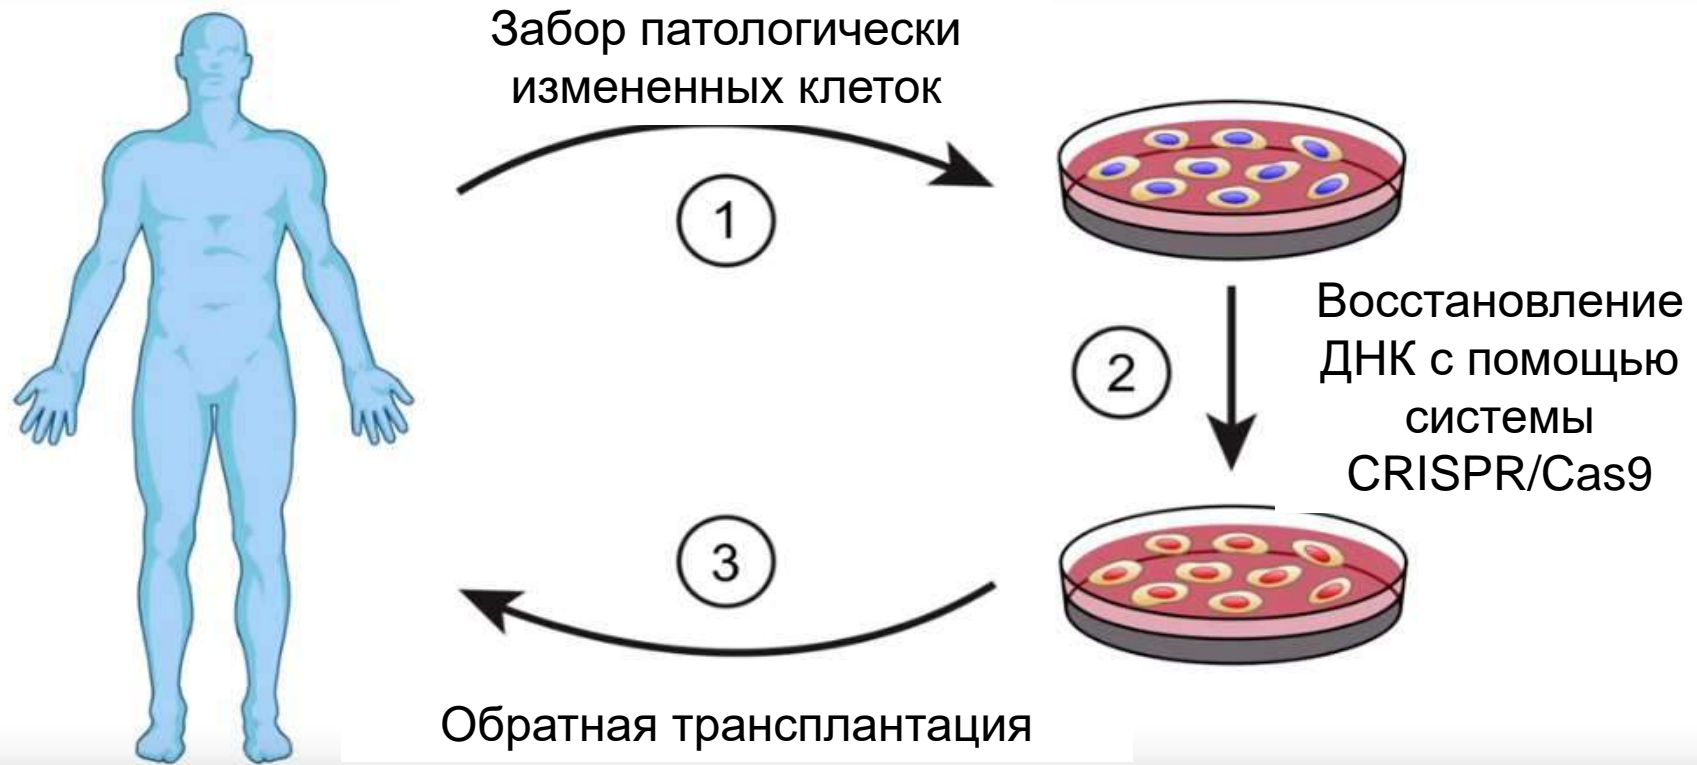 Забор патологически
измененных клеток
1
Восстановление
ДНК с помощью
системы
CRISPR/Cas9
2
3
Обратная трансплантация